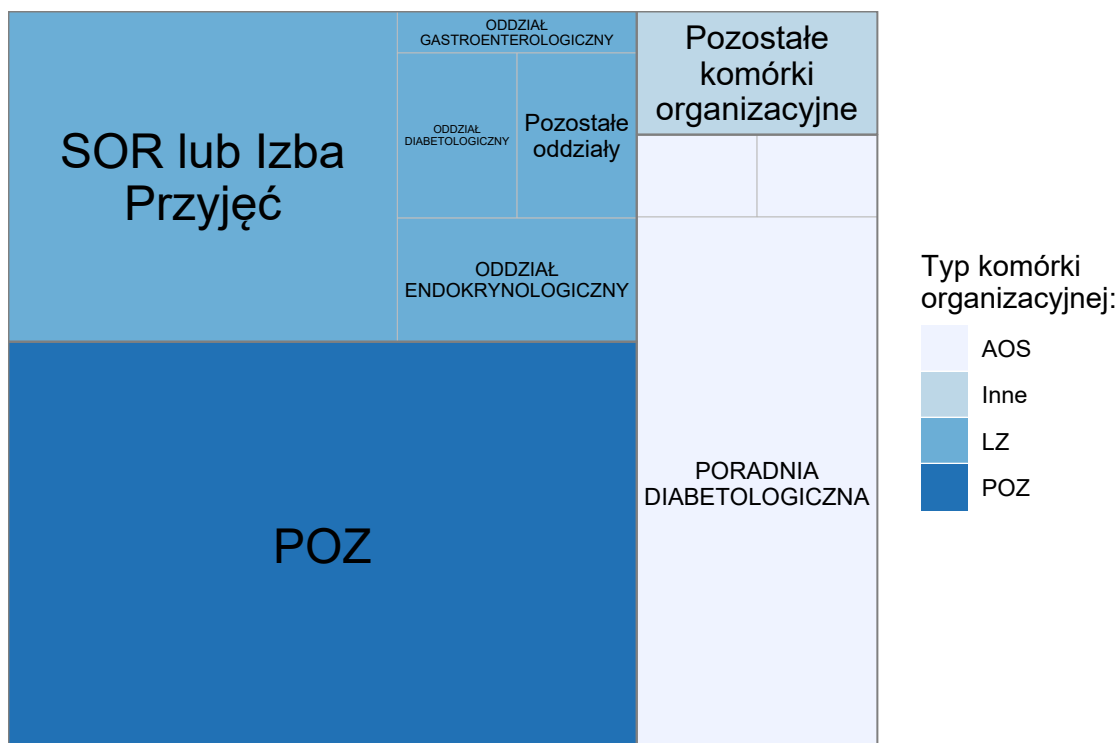 ODDZIAŁ
GASTROENTEROLOGICZNY
Pozostałe
komórki
organizacyjne
SOR lub Izba
Przyjęć
ODDZIAŁ
DIABETOLOGICZNY
Pozostałe
oddziały
ODDZIAŁ
ENDOKRYNOLOGICZNY
PORADNIA
DIABETOLOGICZNA
POZ
Typ komórki
organizacyjnej:
AOS
Inne
LZ
POZ